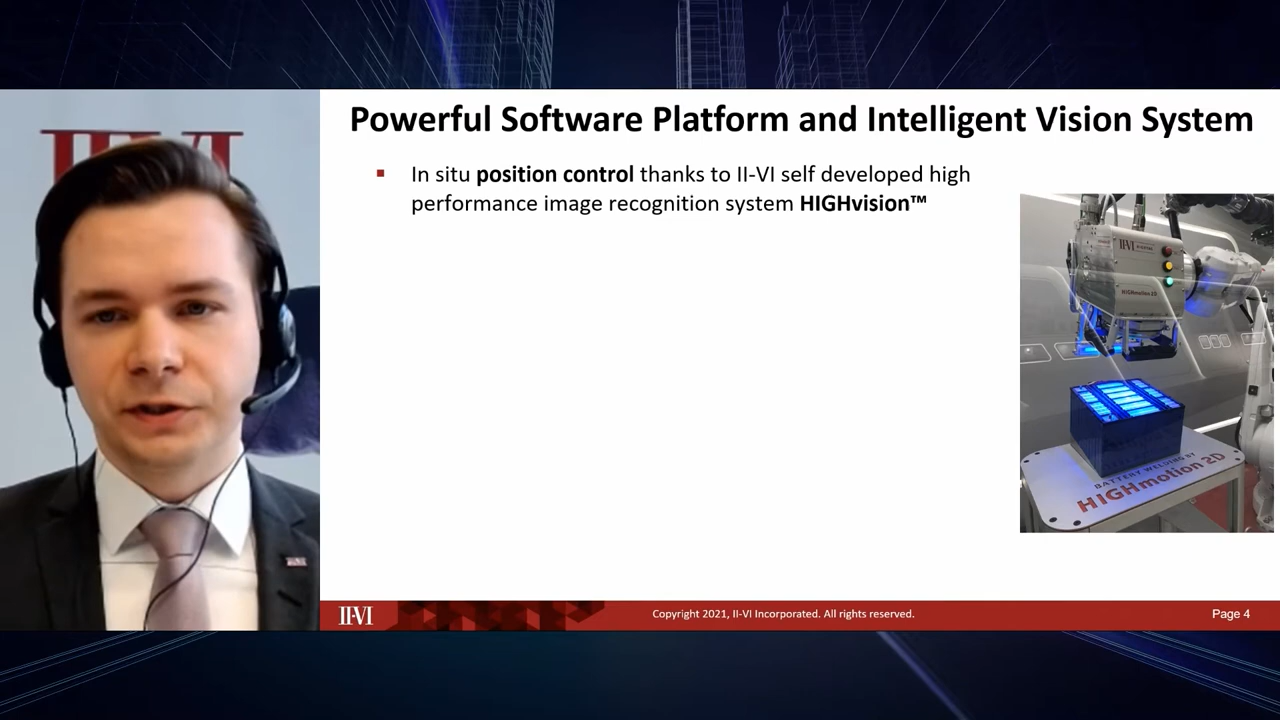 II-VI
Powerful Software Platform and Intelligent Vision System
In situ position control thanks to II-VI self developed high
performance image recognition system HIGHvision™
II-VI
HIGHmotion 2D
BATTERY WELDING BY
HIGHmotion 2D
II-VI
Copyright 2021, II-VI Incorporated. All rights reserved.
Page 4